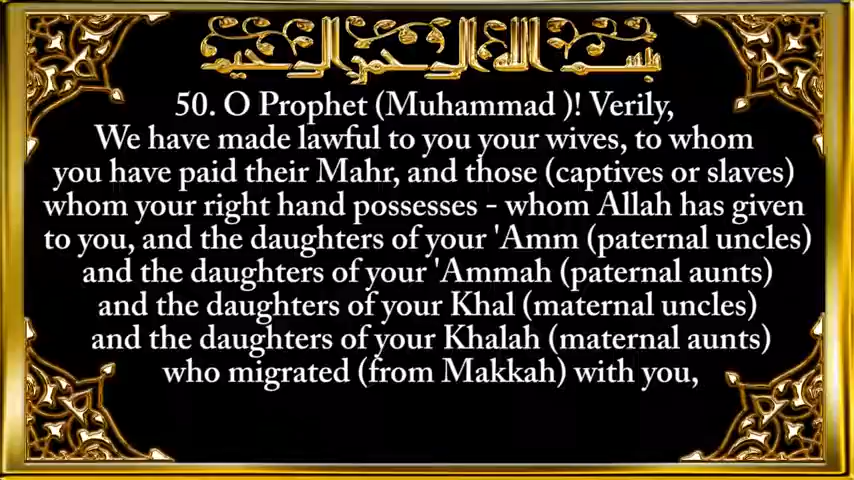 بسم الله الرحمن الرحيم
50. O Prophet (Muhammad )! Verily,
We have made lawful to you your wives, to whom
you have paid their Mahr, and those (captives or slaves)
whom your right hand possesses - whom Allah has given
to you, and the daughters of your 'Amm (paternal uncles)
and the daughters of your 'Ammah (paternal aunts)
and the daughters of your Khal (maternal uncles)
and the daughters of your Khalah (maternal aunts)
who migrated (from Makkah) with you,